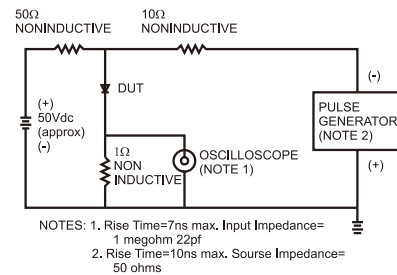 50Ω
NONINDUCTIVE
10Ω
NONINDUCTIVE
DUT
(+)
50Vdc
(approx)
(-)
1Ω
NON
INDUCTIVE
OSCILLOSCOPE
(NOTE 1)
(-)
PULSE
GENERATOR
(NOTE 2)
(+)
NOTES: 1. Rise Time=7ns max. Input Impedance=
1 megohm 22pf
2. Rise Time=10ns max. Sourse Impedance=
50 ohms